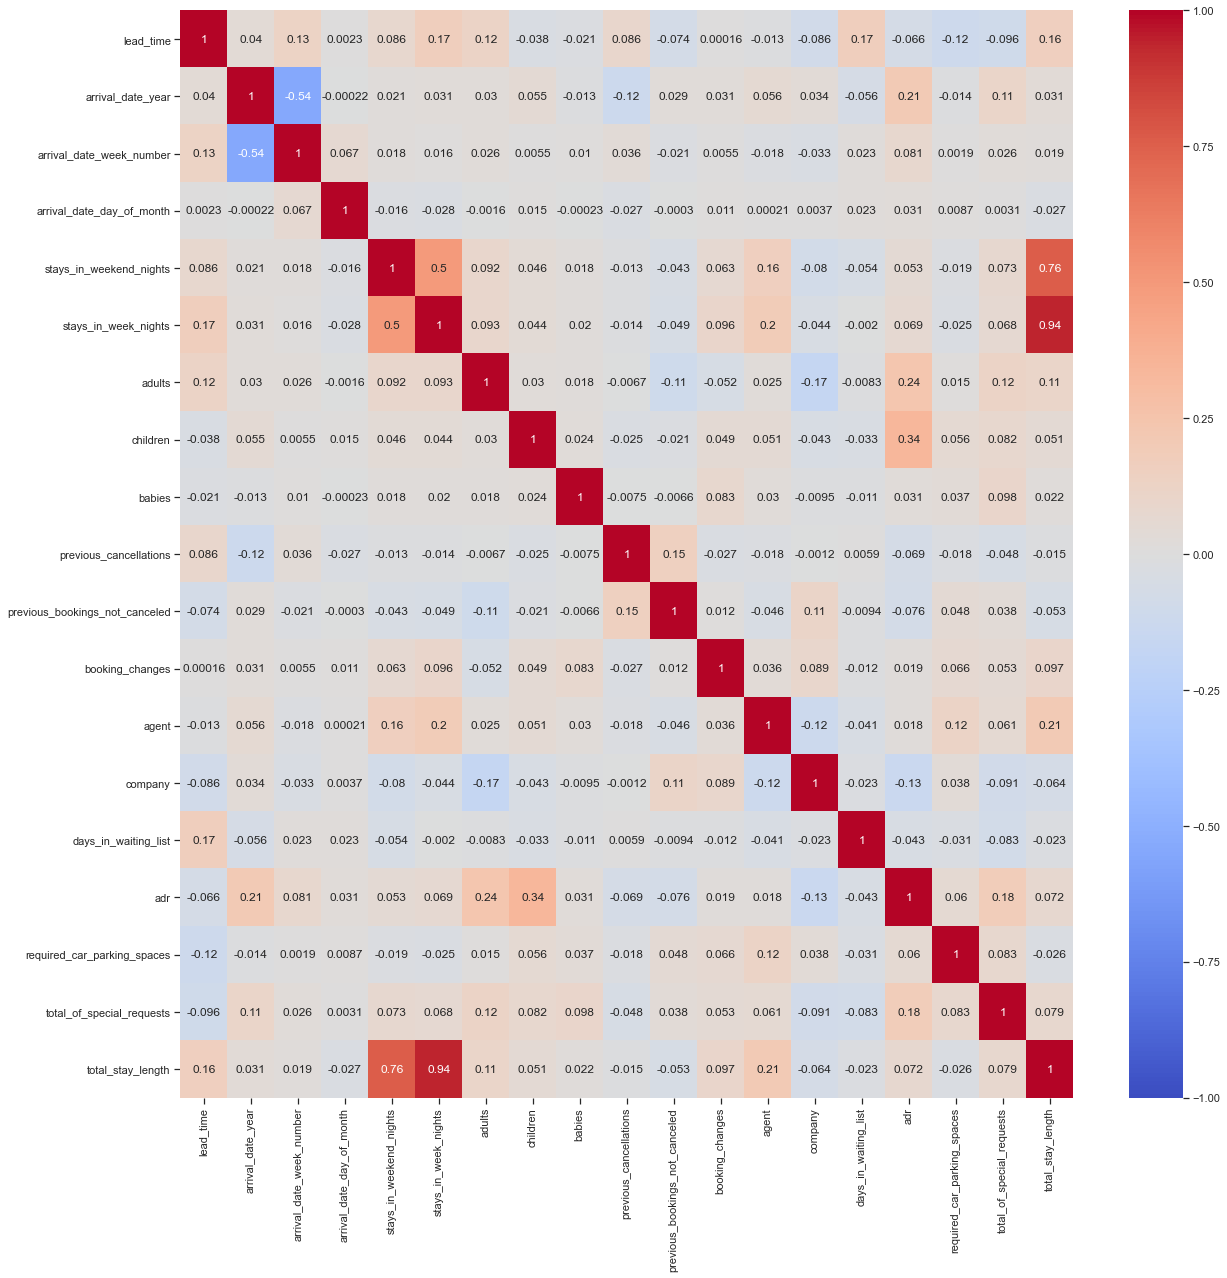 lead_time 1 0.04 0.13 0.0023 0.086 0.17 0.12 -0.038 -0.021 0.086 -0.074 0.00016 -0.013 -0.086 0.17 -0.066 -0.12 -0.096 0.16
arrival_date_year 0.04 1 -0.54 -0.00022 0.021 0.031 0.03 0.055 -0.013 -0.12 0.029 0.031 0.056 0.034 -0.056 0.21 -0.014 0.11 0.031
arrival_date_week_number 0.13 -0.54 1 0.067 0.018 0.016 0.026 0.0055 0.01 0.036 -0.021 0.0055 -0.018 -0.033 0.023 0.081 0.0019 0.026 0.019
arrival_date_day_of_month 0.0023 -0.00022 0.067 1 -0.016 -0.028 -0.0016 0.015 -0.00023 -0.027 -0.0003 0.011 0.00021 0.0037 0.023 0.031 0.0087 0.0031 -0.027
stays_in_weekend_nights 0.086 0.021 0.018 -0.016 1 0.5 0.092 0.046 0.018 -0.013 -0.043 0.063 0.16 -0.08 -0.054 0.053 -0.019 0.073 0.76
stays_in_week_nights 0.17 0.031 0.016 -0.028 0.5 1 0.093 0.044 0.02 -0.014 -0.049 0.096 0.2 -0.044 -0.002 0.069 -0.025 0.068 0.94
adults 0.12 0.03 0.026 -0.0016 0.092 0.093 1 0.03 0.018 -0.0067 -0.11 -0.052 0.025 -0.17 -0.0083 0.24 0.015 0.12 0.11
children -0.038 0.055 0.0055 0.015 0.046 0.044 0.03 1 0.024 -0.025 -0.021 0.049 0.051 -0.043 -0.033 0.34 0.056 0.082 0.051
babies -0.021 -0.013 0.01 -0.00023 0.018 0.02 0.018 0.024 1 -0.0075 -0.0066 0.083 0.03 -0.0095 -0.011 0.031 0.037 0.098 0.022
previous_cancellations 0.086 -0.12 0.036 -0.027 -0.013 -0.014 -0.0067 -0.025 -0.0075 1 0.15 -0.027 -0.018 -0.0012 0.0059 -0.069 -0.018 -0.048 -0.015
previous_bookings_not_canceled -0.074 0.029 -0.021 -0.0003 -0.043 -0.049 -0.11 -0.021 -0.0066 0.15 1 0.012 -0.046 0.11 -0.0094 -0.076 0.048 0.038 -0.053
booking_changes 0.00016 0.031 0.0055 0.011 0.063 0.096 -0.052 0.049 0.083 -0.027 0.012 1 0.036 0.089 -0.012 0.019 0.066 0.053 0.097
agent -0.013 0.056 -0.018 0.00021 0.16 0.2 0.025 0.051 0.03 -0.018 -0.046 0.036 1 -0.12 -0.041 0.018 0.12 0.061 0.21
company -0.086 0.034 -0.033 0.0037 -0.08 -0.044 -0.17 -0.043 -0.0095 -0.0012 0.11 0.089 -0.12 1 -0.023 -0.13 0.038 -0.091 -0.064
days_in_waiting_list 0.17 -0.056 0.023 0.023 -0.054 -0.002 -0.0083 -0.033 -0.011 0.0059 -0.0094 -0.012 -0.041 -0.023 1 -0.043 -0.031 -0.083 -0.023
adr -0.066 0.21 0.081 0.031 0.053 0.069 0.24 0.34 0.031 -0.069 -0.076 0.019 0.018 -0.13 -0.043 1 0.06 0.18 0.072
required_car_parking_spaces -0.12 -0.014 0.0019 0.0087 -0.019 -0.025 0.015 0.056 0.037 -0.018 0.048 0.066 0.12 0.038 -0.031 0.06 1 0.083 -0.026
total_of_special_requests -0.096 0.11 0.026 0.0031 0.073 0.068 0.12 0.082 0.098 -0.048 0.038 0.053 0.061 -0.091 -0.083 0.18 0.083 1 0.079
total_stay_length 0.16 0.031 0.019 -0.027 0.76 0.94 0.11 0.051 0.022 -0.015 -0.053 0.097 0.21 -0.064 -0.023 0.072 -0.026 0.079 1
lead_time
arrival_date_year
arrival_date_week_number
arrival_date_day_of_month
stays_in_weekend_nights
stays_in_week_nights
adults
children
babies
previous_cancellations
previous_bookings_not_canceled
booking_changes
agent
company
days_in_waiting_list
adr
required_car_parking_spaces
total_of_special_requests
total_stay_length
1.00
0.75
0.50
0.25
0.00
−0.25
−0.50
−0.75
−1.00